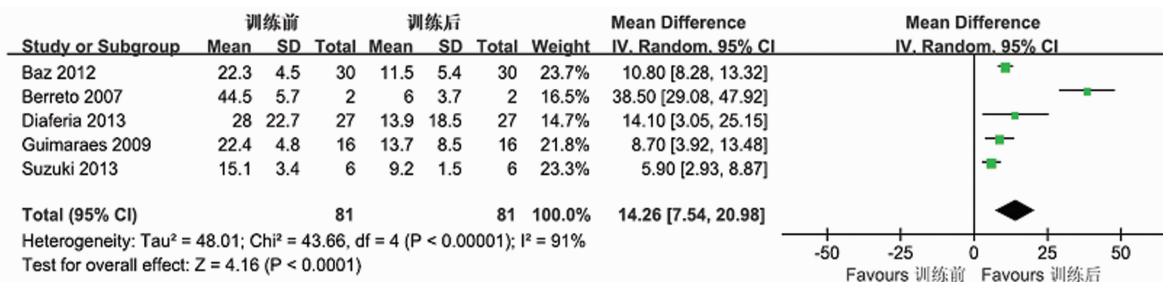 训练前 训练后 Mean Difference Mean Difference
Study or Subgroup Mean SD Total Mean SD Total Weight IV. Random. 95% CI IV. Random. 95% CI
Baz 2012 22.3 4.5 30 11.5 5.4 30 23.7% 10.80 [8.28, 13.32]
Berreto 2007 44.5 5.7 2 6 3.7 2 16.5% 38.50 [29.08, 47.92]
Diaferia 2013 28 22.7 27 13.9 18.5 27 14.7% 14.10 [3.05, 25.15]
Guimaraes 2009 22.4 4.8 16 13.7 8.5 16 21.8% 8.70 [3.92, 13.48]
Suzuki 2013 15.1 3.4 6 9.2 1.5 6 23.3% 5.90 [2.93, 8.87]
Total (95% CI) 81 81 100.0% 14.26 [7.54, 20.98]
Heterogeneity: Tau² = 48.01; Chi² = 43.66, df = 4 (P < 0.00001); I² = 91%
Test for overall effect: Z = 4.16 (P < 0.0001)
-50 -25 0 25 50
Favours 训练前 Favours 训练后